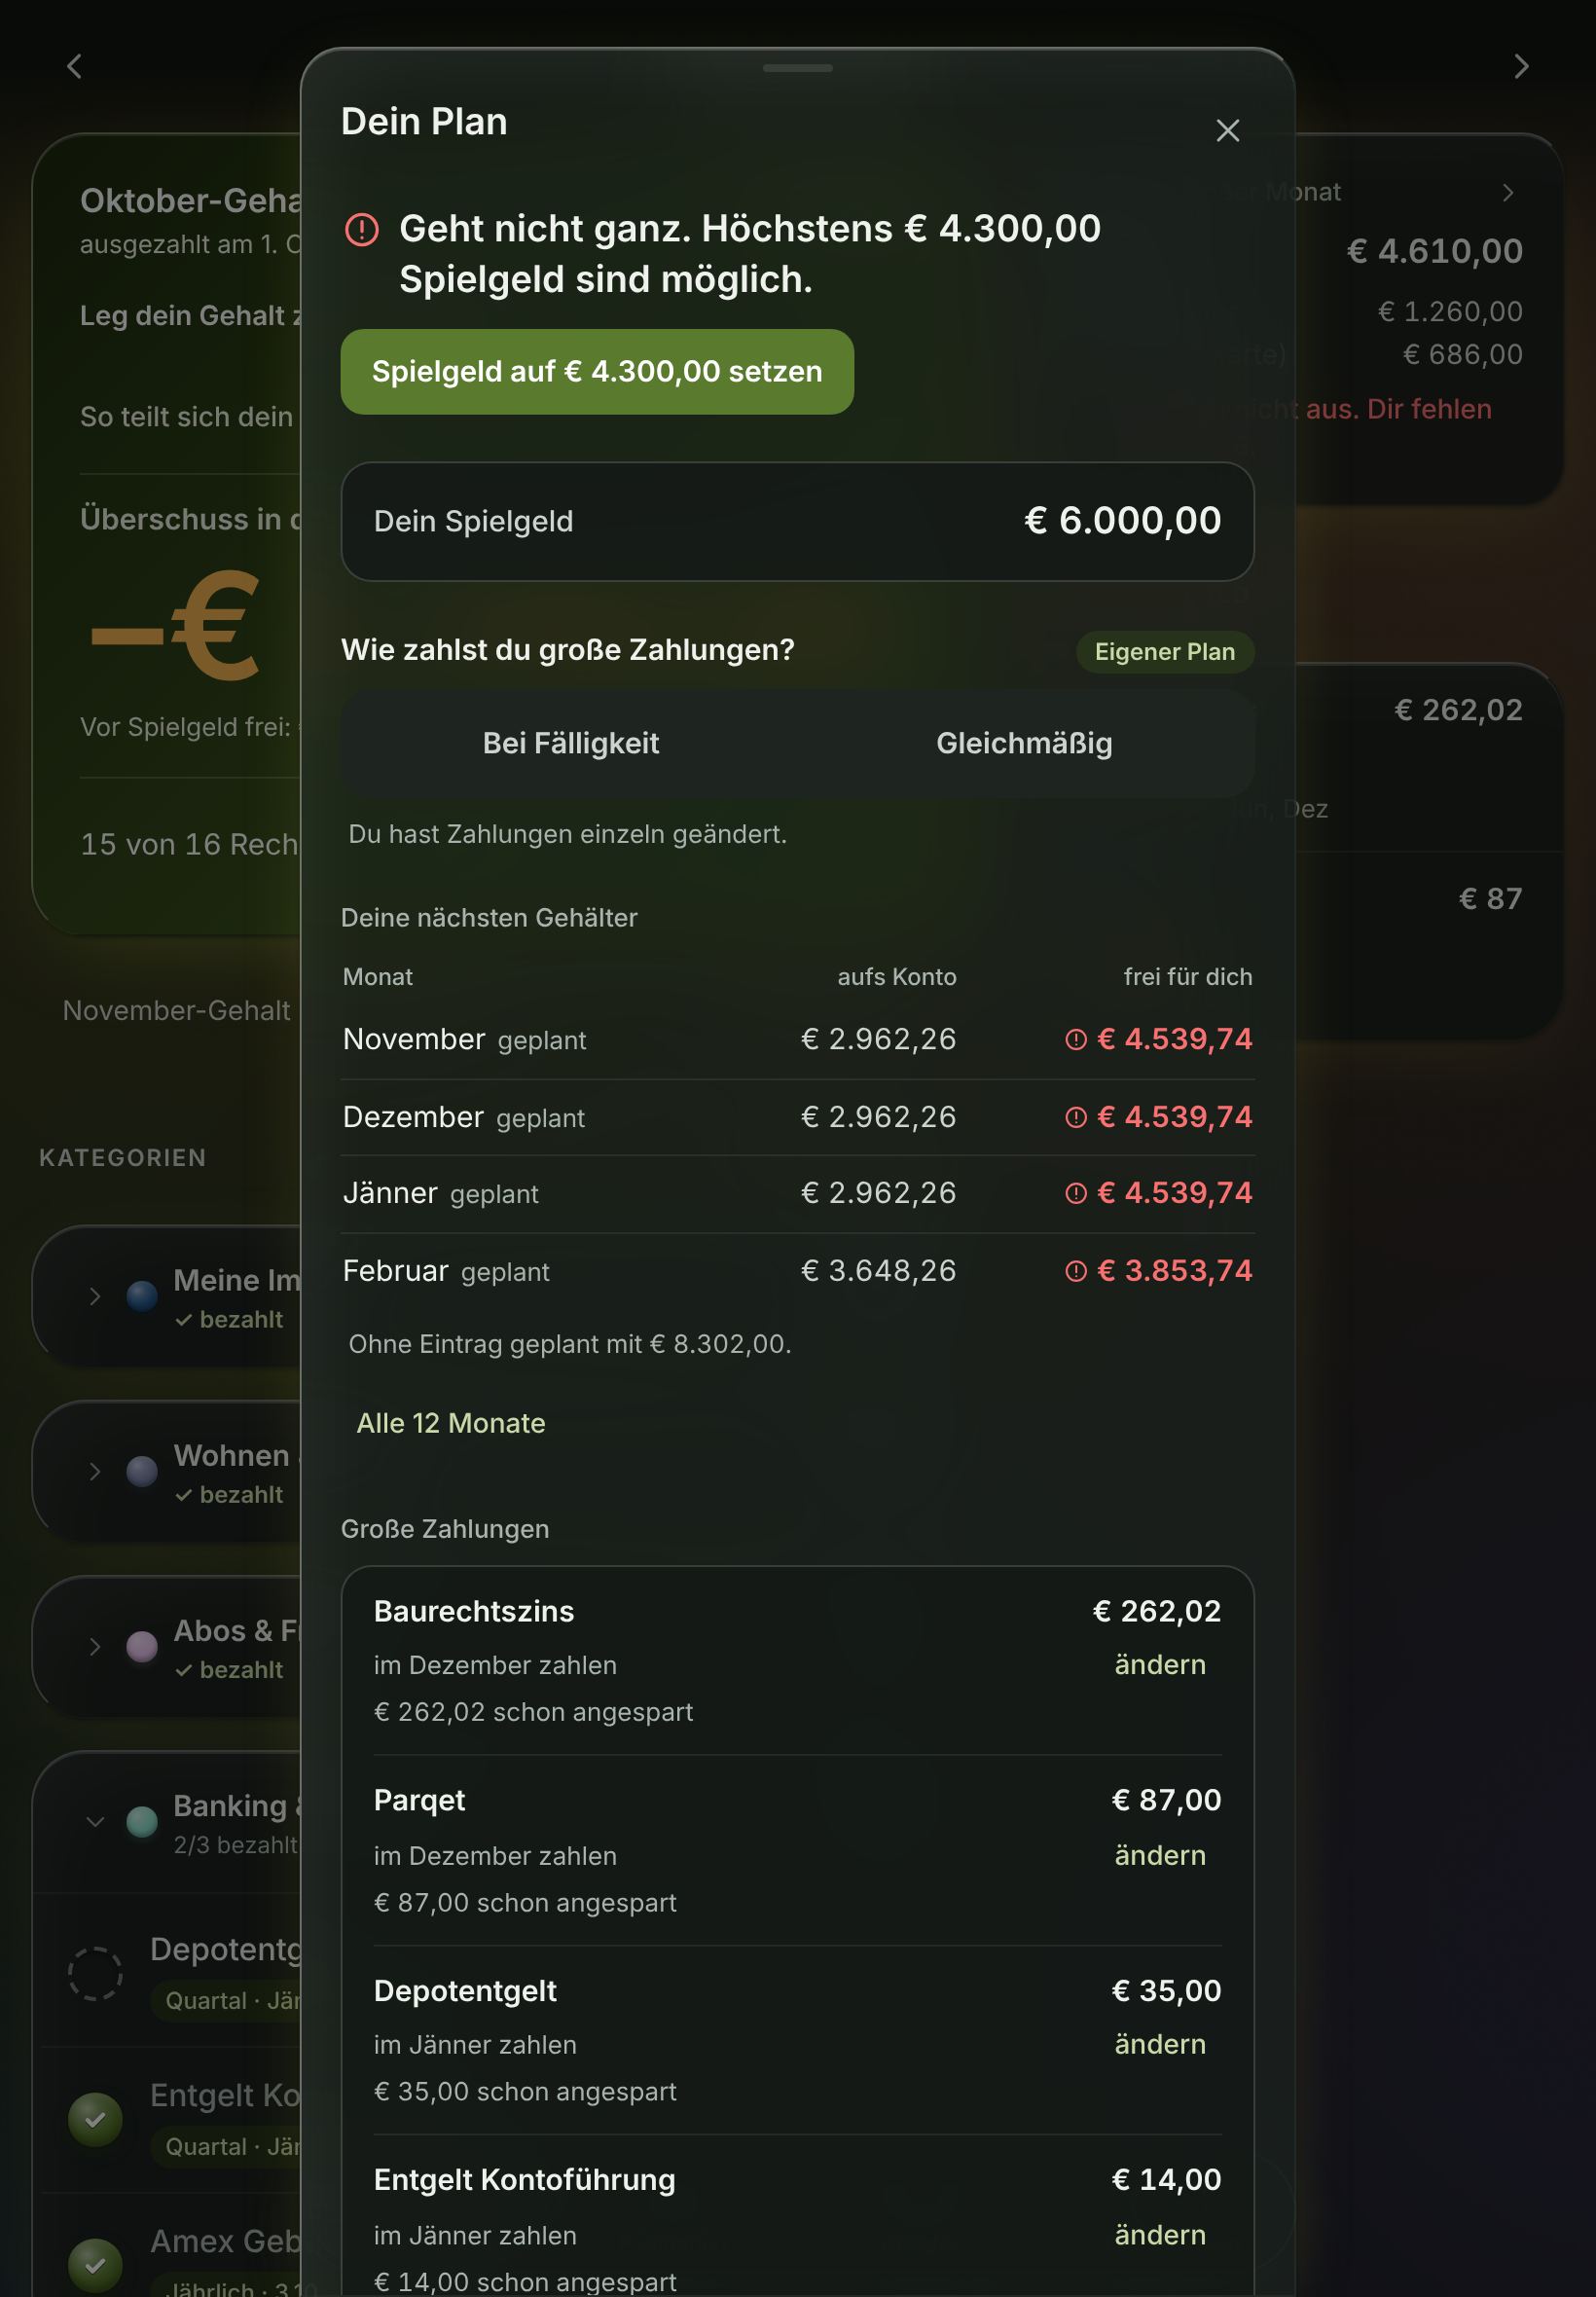 Dein Plan
Geht nicht ganz. Höchstens € 4.300,00
Spielgeld sind möglich.
Spielgeld auf € 4.300,00 setzen
Dein Spielgeld € 6.000,00
Wie zahlst du große Zahlungen? Eigener Plan
Bei Fälligkeit Gleichmäßig
Du hast Zahlungen einzeln geändert.
Deine nächsten Gehälter
Monat aufs Konto frei für dich
November geplant € 2.962,26 € 4.539,74
Dezember geplant € 2.962,26 € 4.539,74
Jänner geplant € 2.962,26 € 4.539,74
Februar geplant € 3.648,26 € 3.853,74
Ohne Eintrag geplant mit € 8.302,00.
Alle 12 Monate
Große Zahlungen
Baurechtszins € 262,02
im Dezember zahlen ändern
€ 262,02 schon angespart
Parqet € 87,00
im Dezember zahlen ändern
€ 87,00 schon angespart
Depotentgelt € 35,00
im Jänner zahlen ändern
€ 35,00 schon angespart
Entgelt Kontoführung € 14,00
im Jänner zahlen ändern
€ 14,00 schon angespart
Oktober-Geha
ausgezahlt am 1. O
Leg dein Gehalt z
So teilt sich dein
Überschuss in d
–€
Vor Spielgeld frei:
15 von 16 Rech
November-Gehalt
KATEGORIEN
Meine Im
✓ bezahlt
Wohnen
✓ bezahlt
Abos & Fr
✓ bezahlt
Banking &
2/3 bezahlt
Depotentg
Quartal · Jän
Entgelt Ko
Quartal · Jän
Amex Geb
Jährlich · 3.10
Monat
€ 4.610,00
€ 1.260,00
€ 686,00
aus. Dir fehlen
€ 262,02
Dez
€ 87